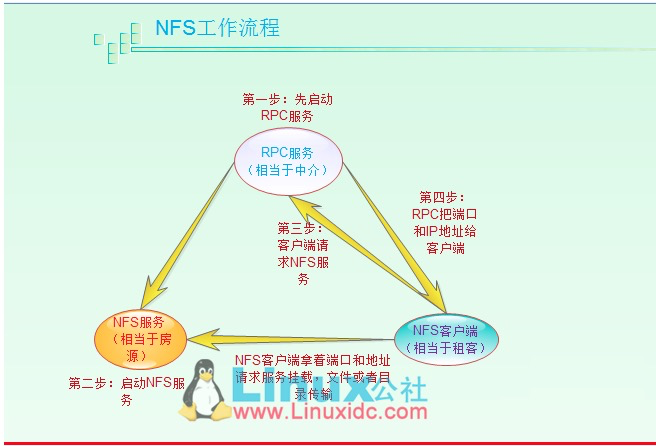 NFS工作流程
第一步：先启动
RPC服务
RPC服务
（相当于中介）
第四步：
RPC把端口
和IP地址给
客户端
第三步：
客户端请
求NFS服
务
NFS服务
（相当于房
源）
NFS客户端
（相当于租客）
第二步：启动NFS服
务
NFS客户端拿着端口和地址
请求服务挂载，文件或者目
录传输
Linux公社
www.Linuxidc.com